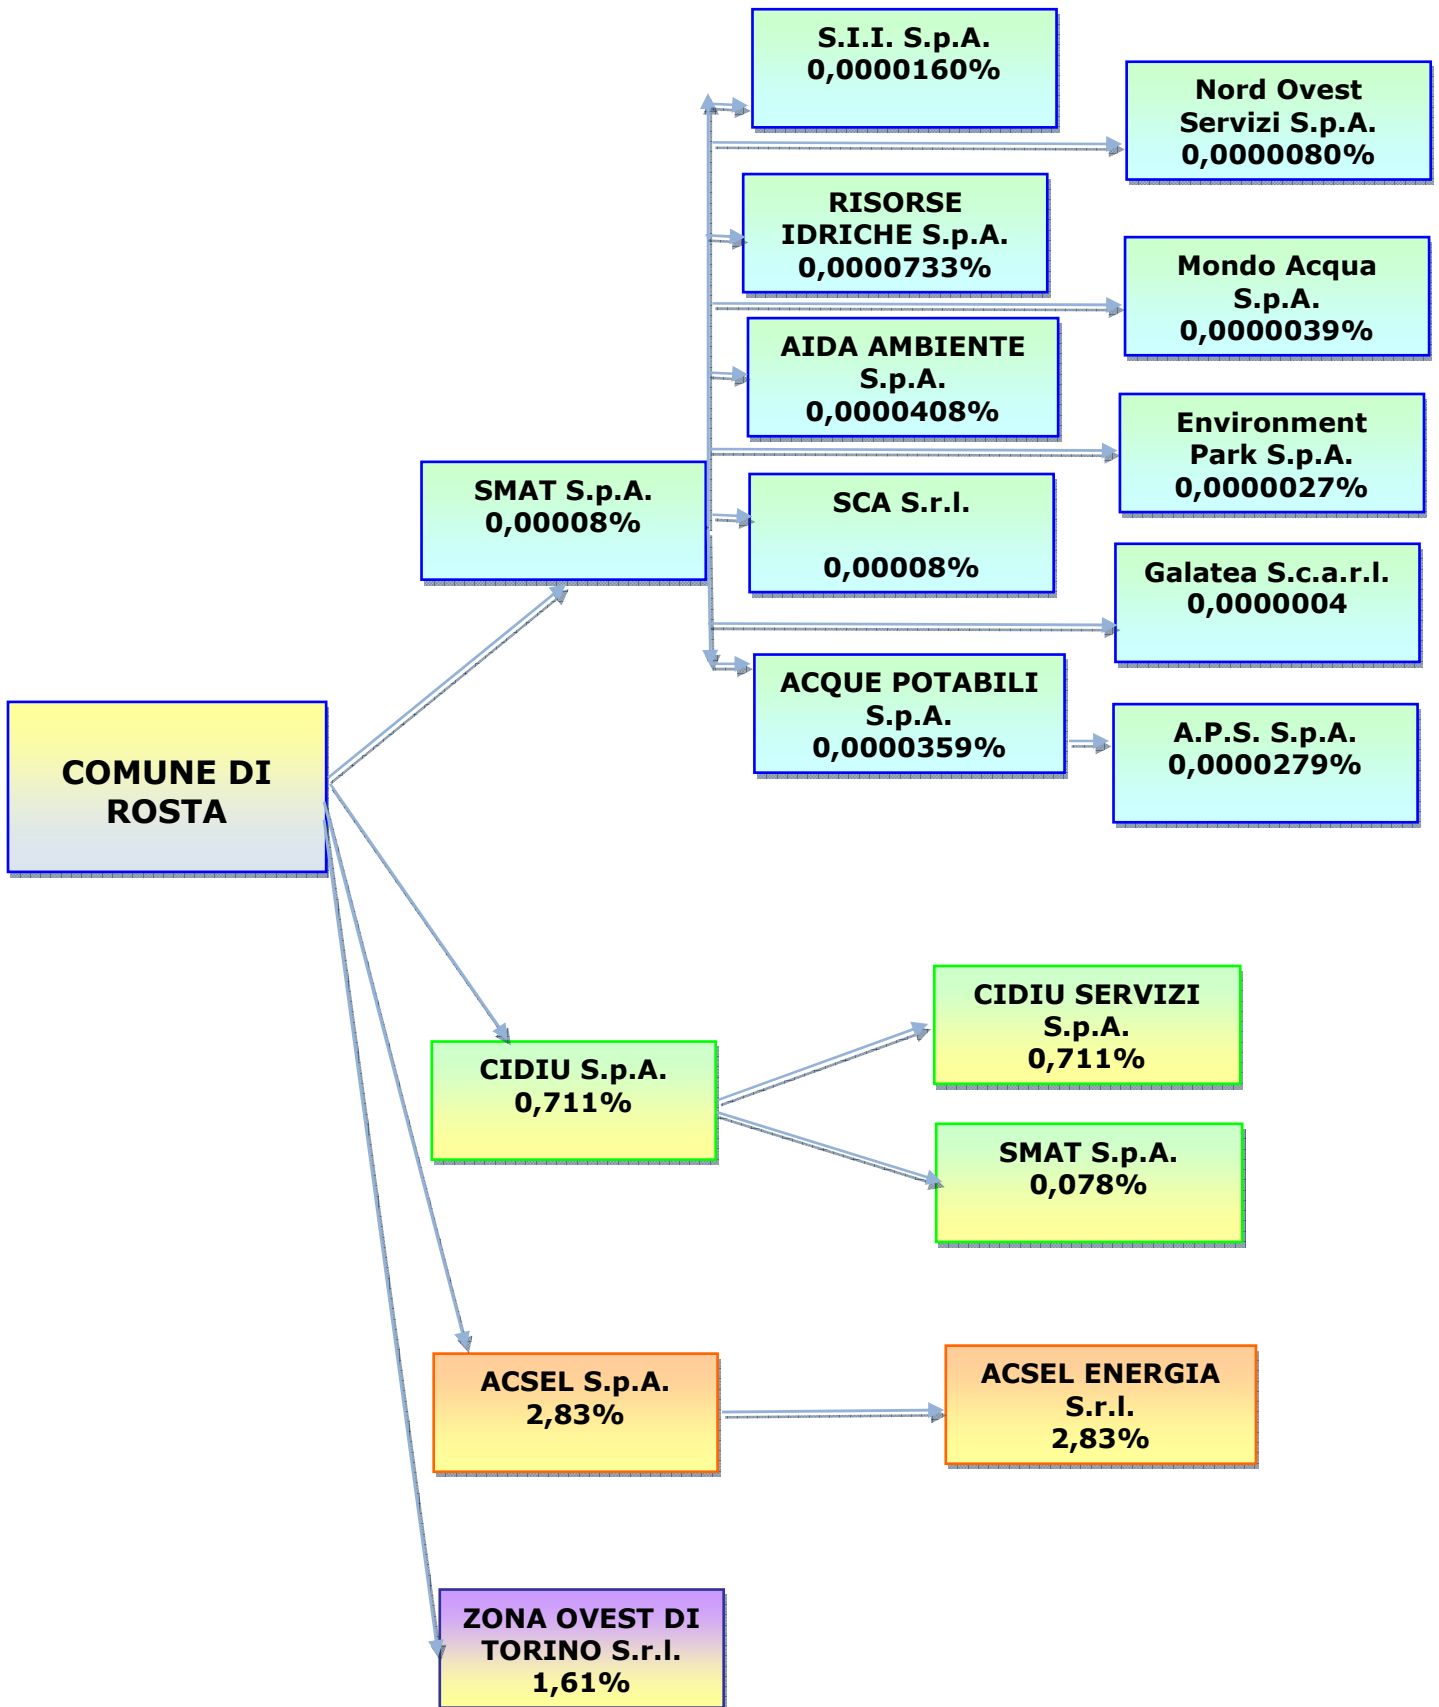 S.I.I. S.p.A.
0,0000160%
Nord Ovest
Servizi S.p.A.
0,0000080%
RISORSE
IDRICHE S.p.A.
0,0000733%
Mondo Acqua
S.p.A.
0,0000039%
AIDA AMBIENTE
S.p.A.
0,0000408%
Environment
Park S.p.A.
0,0000027%
SMAT S.p.A.
0,00008%
SCA S.r.l.
0,00008%
Galatea S.c.a.r.l.
0,0000004
ACQUE POTABILI
S.p.A.
0,0000359%
A.P.S. S.p.A.
0,0000279%
COMUNE DI
ROSTA
CIDIU SERVIZI
S.p.A.
0,711%
CIDIU S.p.A.
0,711%
SMAT S.p.A.
0,078%
ACSEL S.p.A.
2,83%
ACSEL ENERGIA
S.r.l.
2,83%
ZONA OVEST DI
TORINO S.r.l.
1,61%